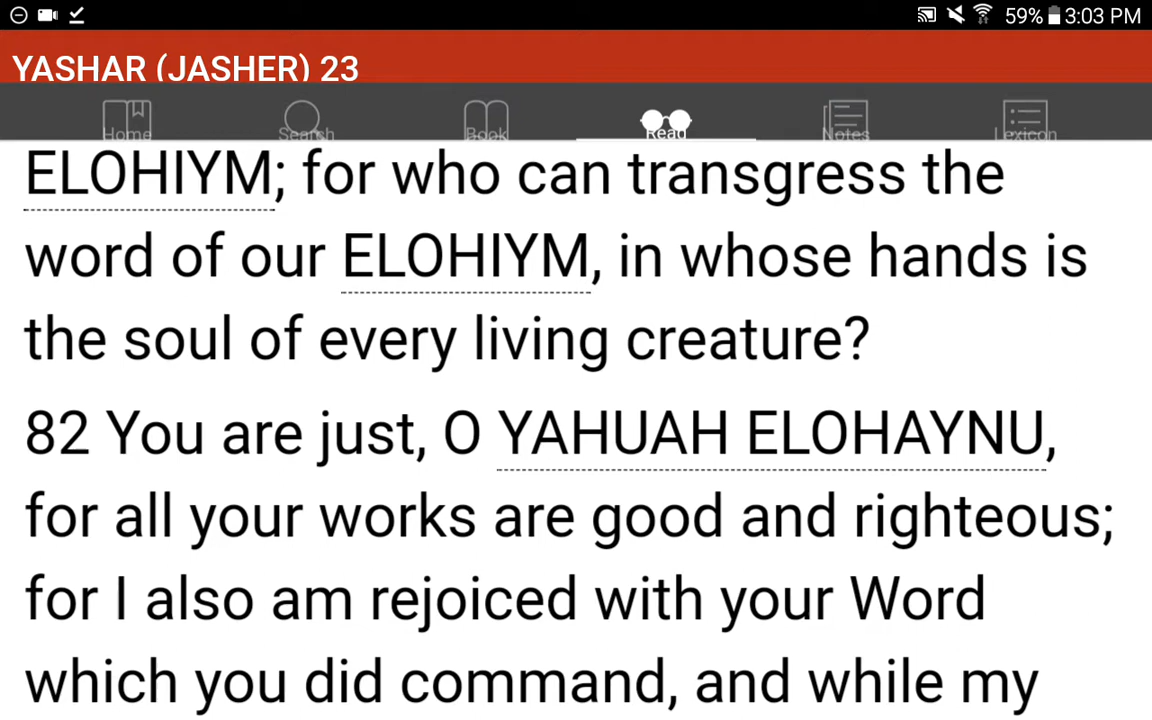 59% 3:03 PM
YASHAR (JASHER) 23
Home Search Book Read Notes Lexicon
ELOHIYM; for who can transgress the
word of our ELOHIYM, in whose hands is
the soul of every living creature?
82 You are just, O YAHUAH ELOHAYNU,
for all your works are good and righteous;
for I also am rejoiced with your Word
which you did command, and while my